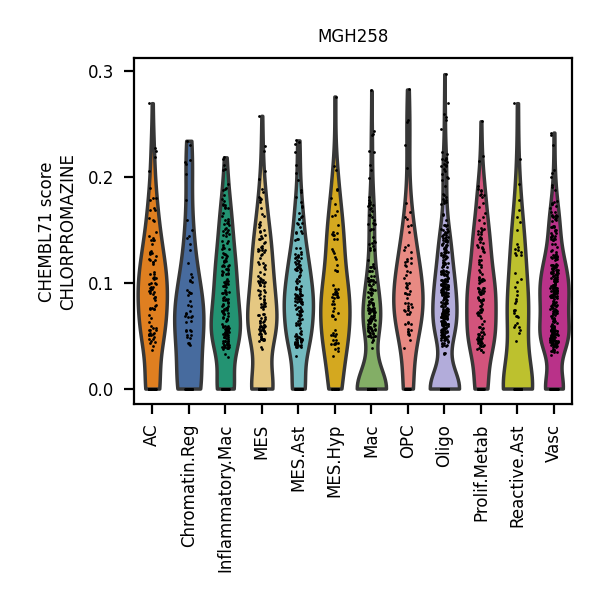 MGH258
CHEMBL71 score
CHLORPROMAZINE
0.3
0.2
0.1
0.0
AC
Chromatin.Reg
Inflammatory.Mac
MES
MES.Ast
MES.Hyp
Mac
OPC
Oligo
Prolif.Metab
Reactive.Ast
Vasc